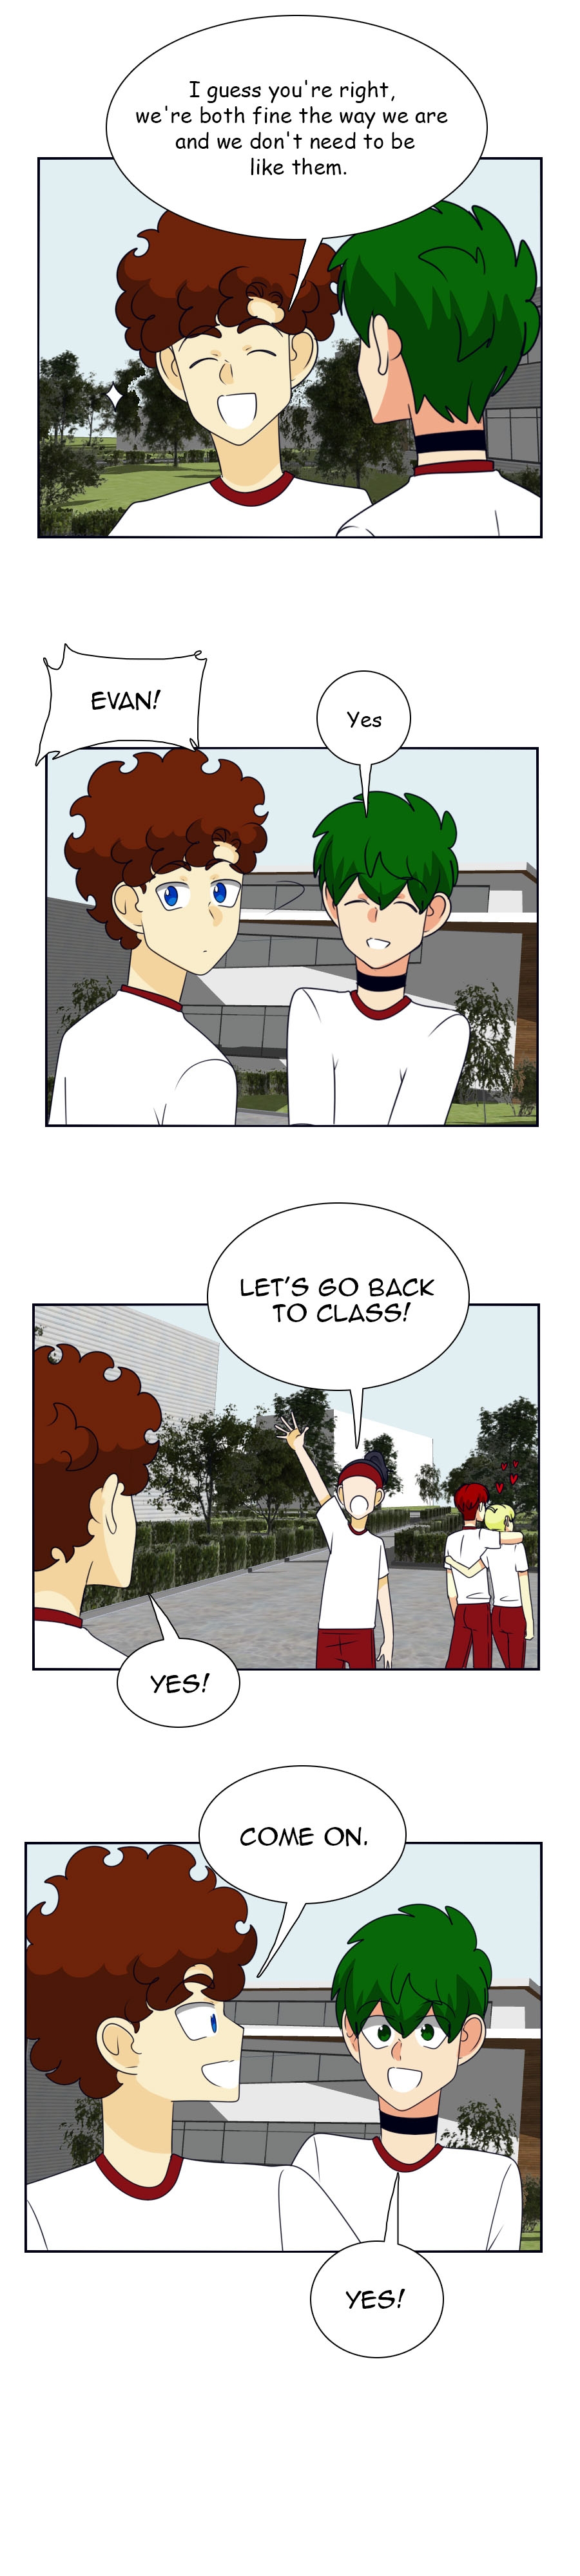 I guess you're right,
we're both fine the way we are
and we don't need to be
like them.
EVAN!
Yes
LET'S GO BACK
TO CLASS!
YES!
COME ON.
YES!